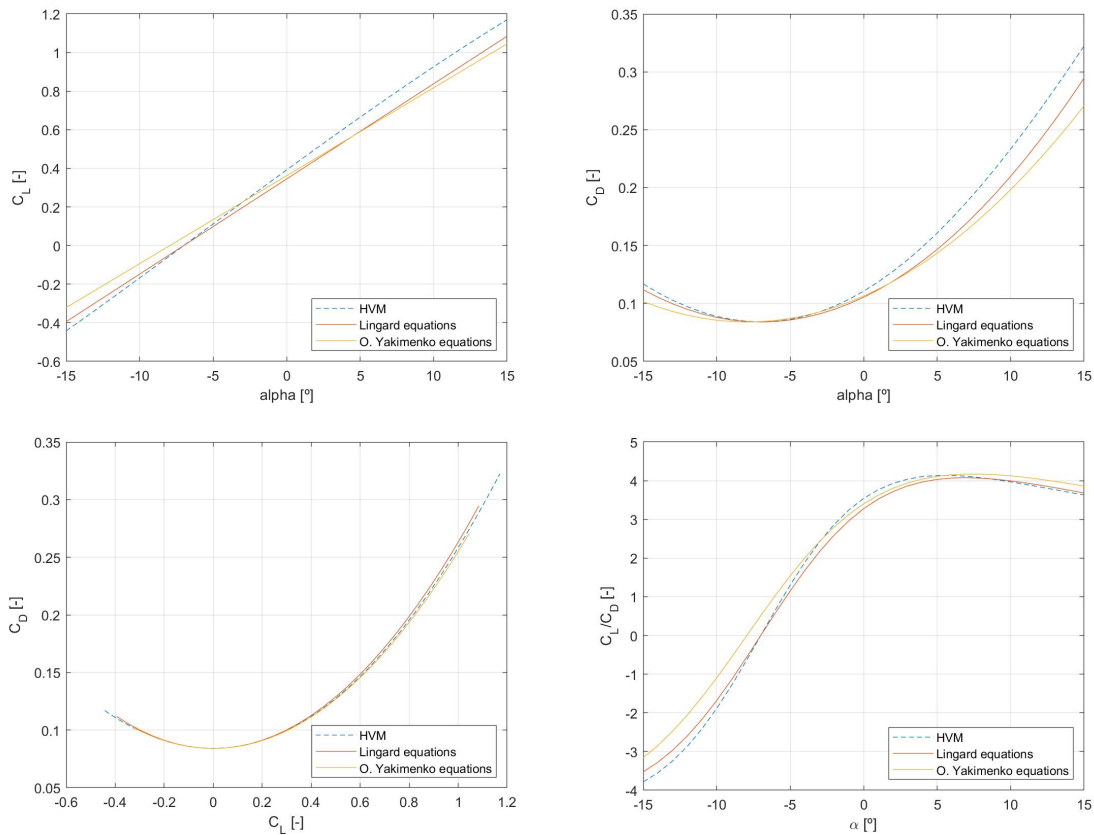 1.2
1
0.8
0.6
0.4
0.2
0
-0.2
-0.4
-0.6
C_L [-]
-15 -10 -5 0 5 10 15
alpha [º]
HVM
Lingard equations
O. Yakimenko equations
0.35
0.3
0.25
0.2
0.15
0.1
0.05
C_D [-]
-15 -10 -5 0 5 10 15
alpha [º]
HVM
Lingard equations
O. Yakimenko equations
0.35
0.3
0.25
0.2
0.15
0.1
0.05
C_D [-]
-0.6 -0.4 -0.2 0 0.2 0.4 0.6 0.8 1 1.2
C_L [-]
HVM
Lingard equations
O. Yakimenko equations
5
4
3
2
1
0
-1
-2
-3
-4
C_L/C_D [-]
-15 -10 -5 0 5 10 15
α [º]
HVM
Lingard equations
O. Yakimenko equations